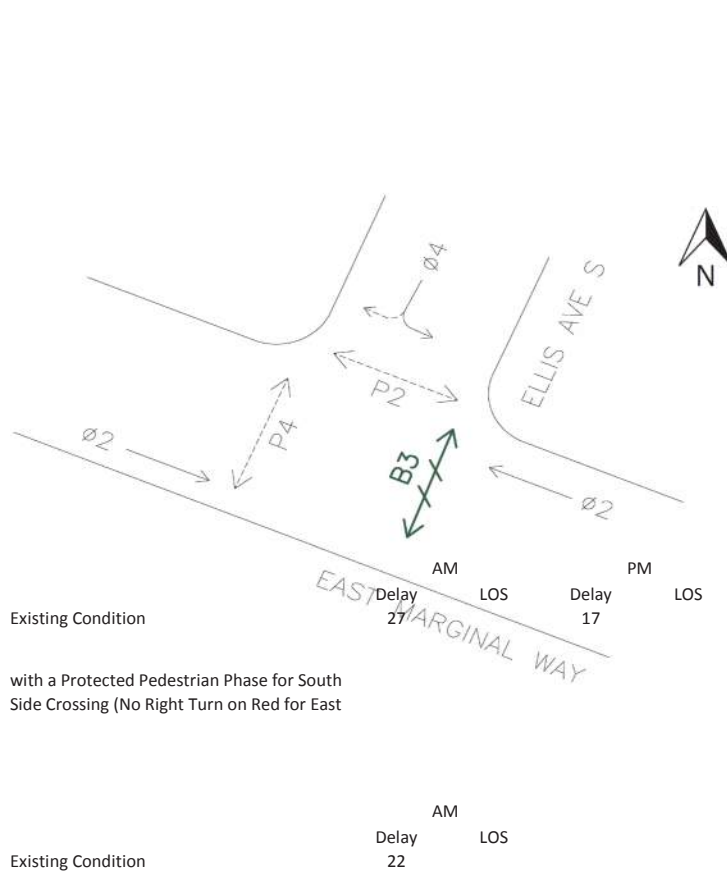 ø4
N
ELLIS AVE S
P2
P4
ø2
B3
ø2
AM PM
EAST MARGINAL WAY
Delay LOS Delay LOS
Existing Condition 27 17
with a Protected Pedestrian Phase for South
Side Crossing (No Right Turn on Red for East
AM
Delay LOS
Existing Condition 22